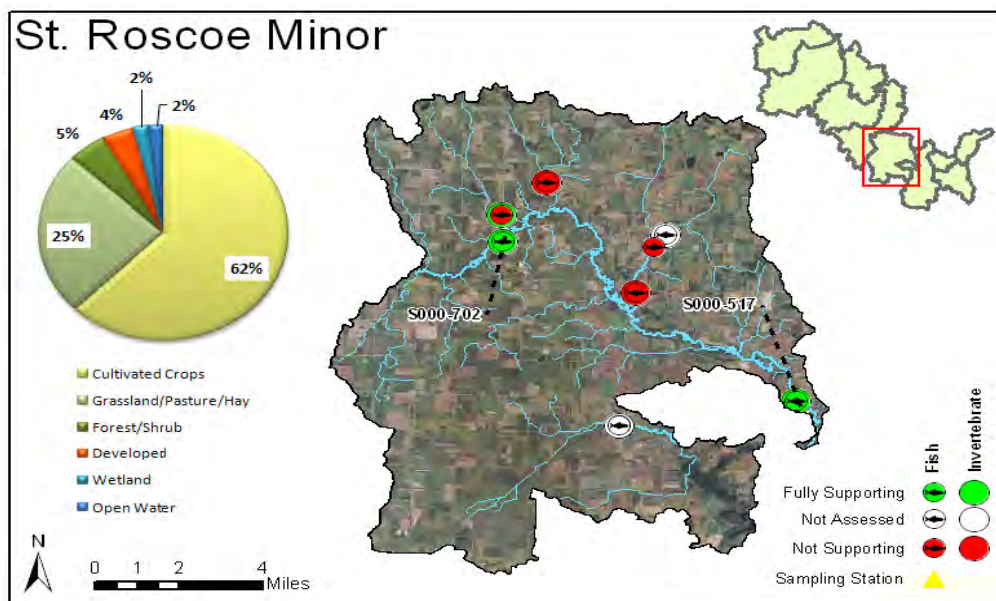 St. Roscoe Minor
2%
4%
2%
5%
25%
62%
Cultivated Crops
Grassland/Pasture/Hay
Forest/Shrub
Developed
Wetland
Open Water
S000-702
S000-517
Fish
Invertebrate
Fully Supporting
Not Assessed
Not Supporting
Sampling Station
N
0 1 2 4
Miles